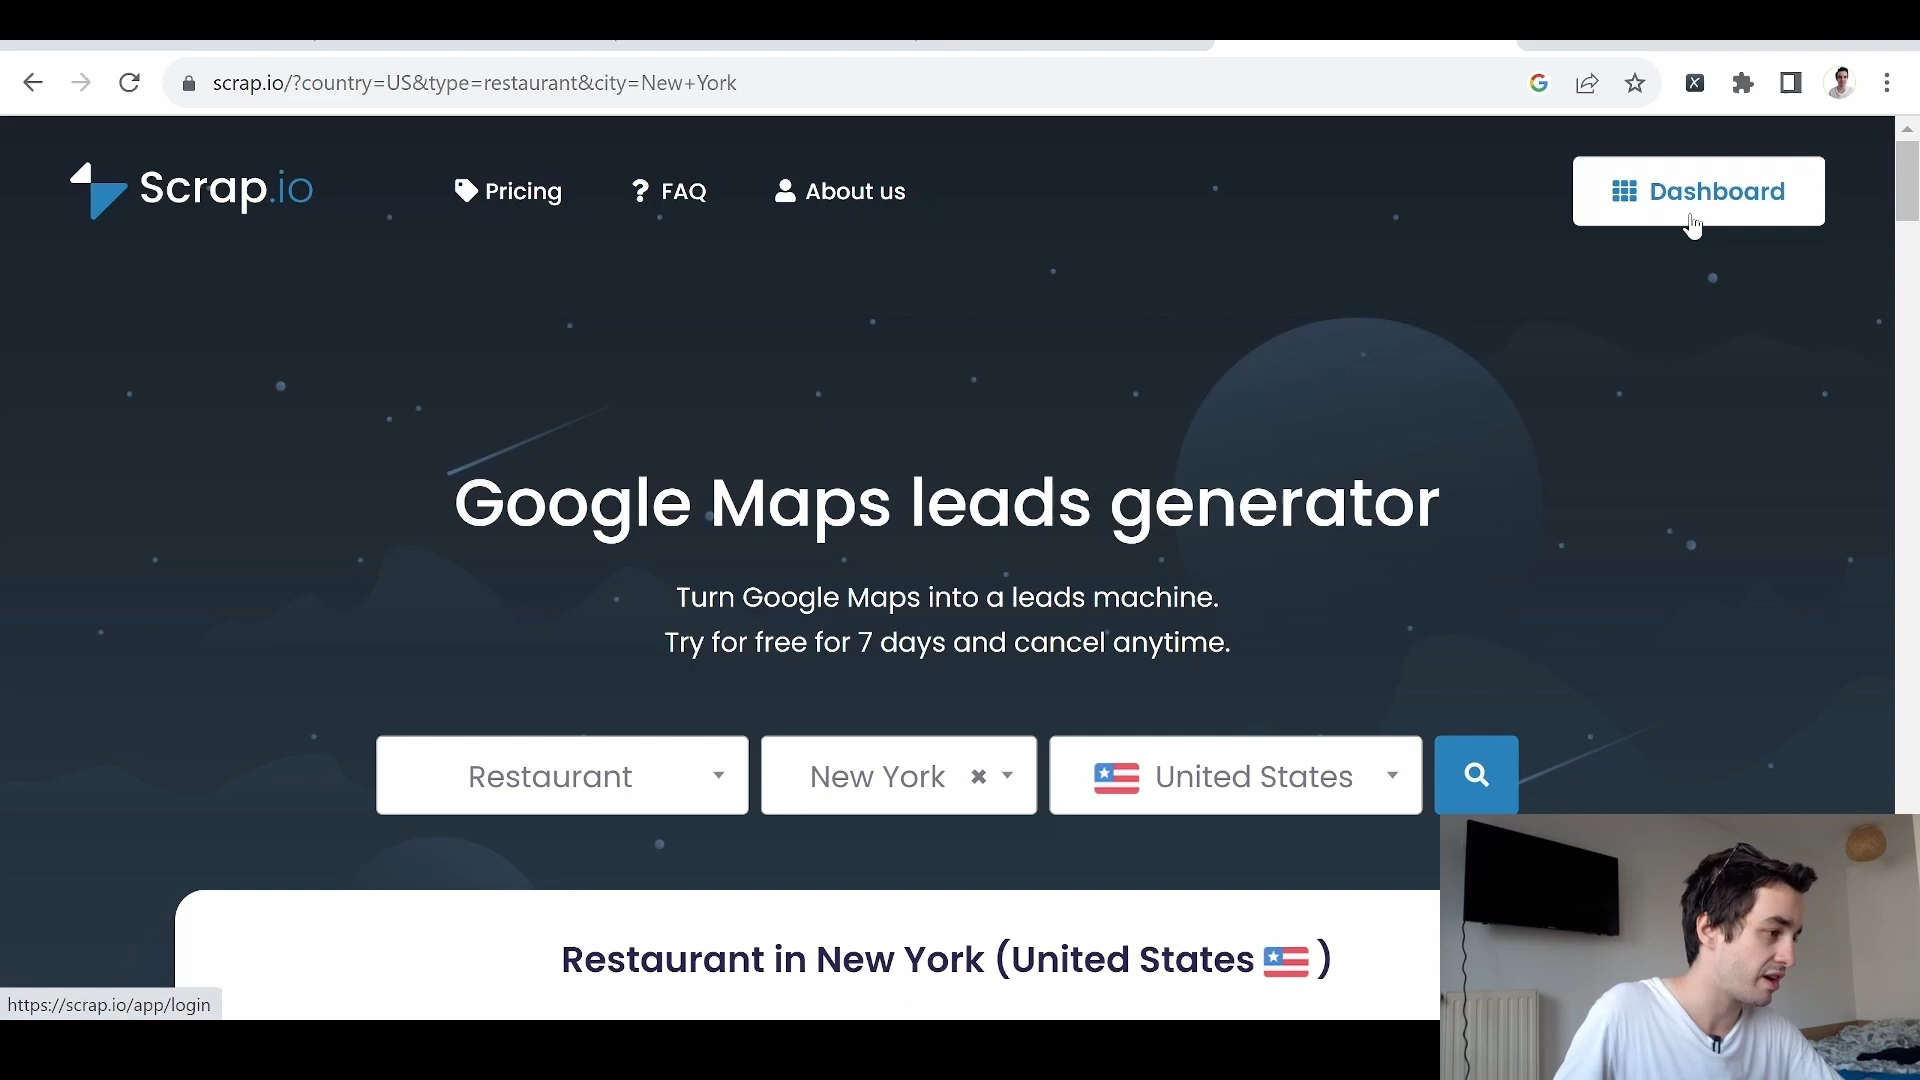 scrap.io/?country=US&type=restaurant&city=New+York
Scrap.io
Pricing
? FAQ
About us
Dashboard
Google Maps leads generator
Turn Google Maps into a leads machine.
Try for free for 7 days and cancel anytime.
Restaurant
New York
United States
Restaurant in New York (United States )
https://scrap.io/app/login